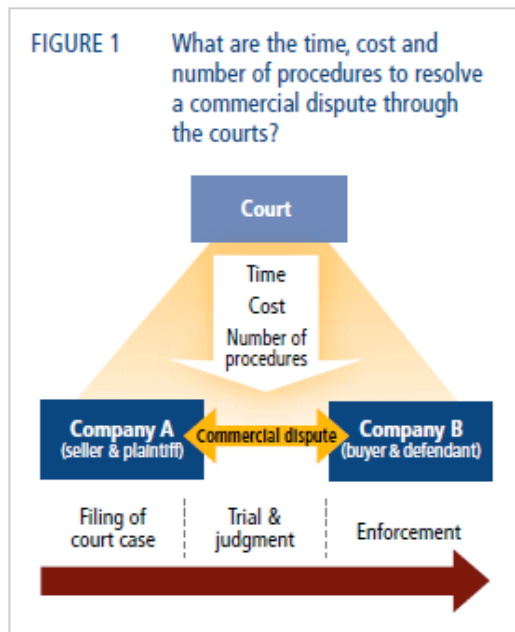 FIGURE 1
What are the time, cost and
number of procedures to resolve
a commercial dispute through
the courts?
Court
Time
Cost
Number of
procedures
Company A
(seller & plaintiff)
Commercial dispute
Company B
(buyer & defendant)
Filing of
court case
Trial &
judgment
Enforcement